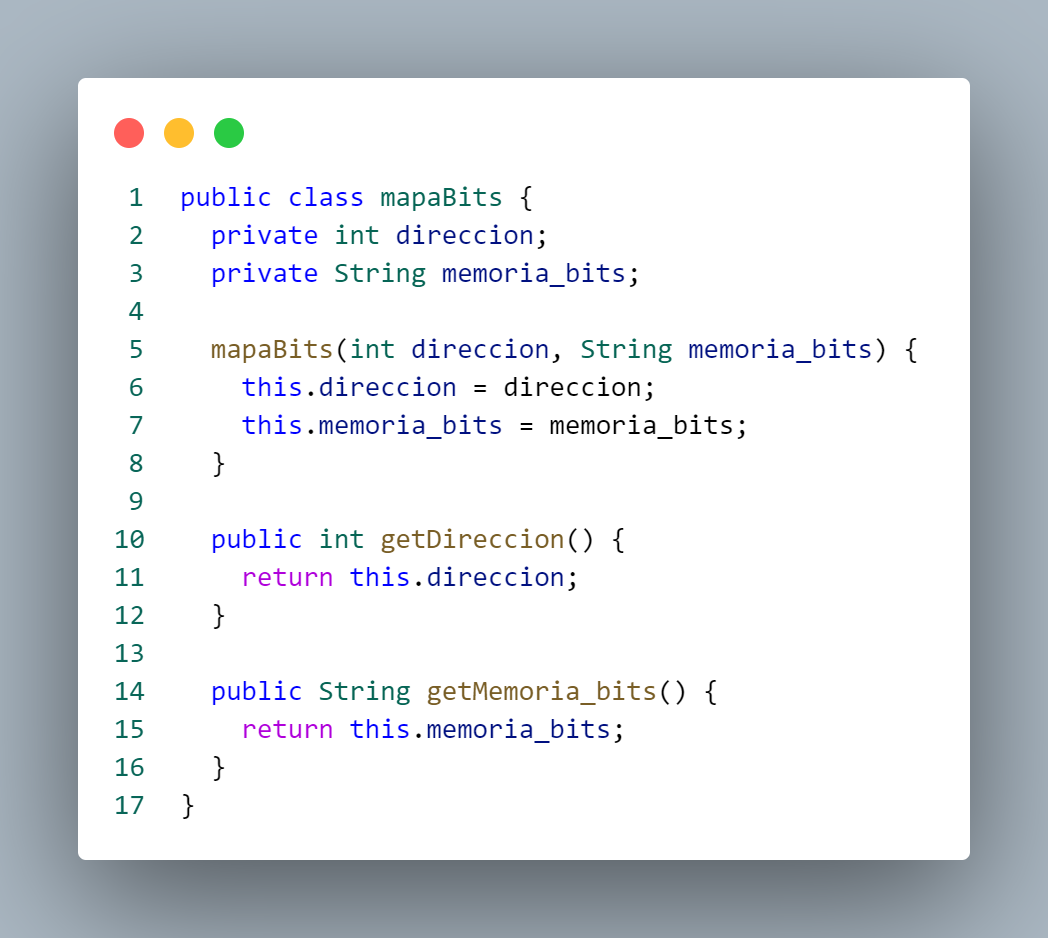 1 public class mapaBits {
2   private int direccion;
3   private String memoria_bits;
4
5   mapaBits(int direccion, String memoria_bits) {
6     this.direccion = direccion;
7     this.memoria_bits = memoria_bits;
8   }
9
10   public int getDireccion() {
11     return this.direccion;
12   }
13
14   public String getMemoria_bits() {
15     return this.memoria_bits;
16   }
17 }